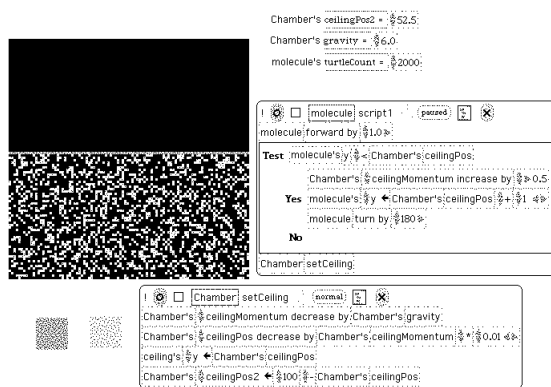 Chamber's ceilingPos2 = 52.5
Chamber's gravity = 6.0
molecule's turtleCount = 2000
! molecule script1 paused
molecule forward by 1.0
Test molecule's y < Chamber's ceilingPos
Chamber's ceilingMomentum increase by 0.5
Yes molecule's y ← Chamber's ceilingPos + 1
molecule turn by 180
No
Chamber setCeiling
! Chamber setCeiling normal
Chamber's ceilingMomentum decrease by Chamber's gravity
Chamber's ceilingPos decrease by Chamber's ceilingMomentum * 0.01
ceiling's y ← Chamber's ceilingPos
Chamber's ceilingPos2 ← 100 - Chamber's ceilingPos